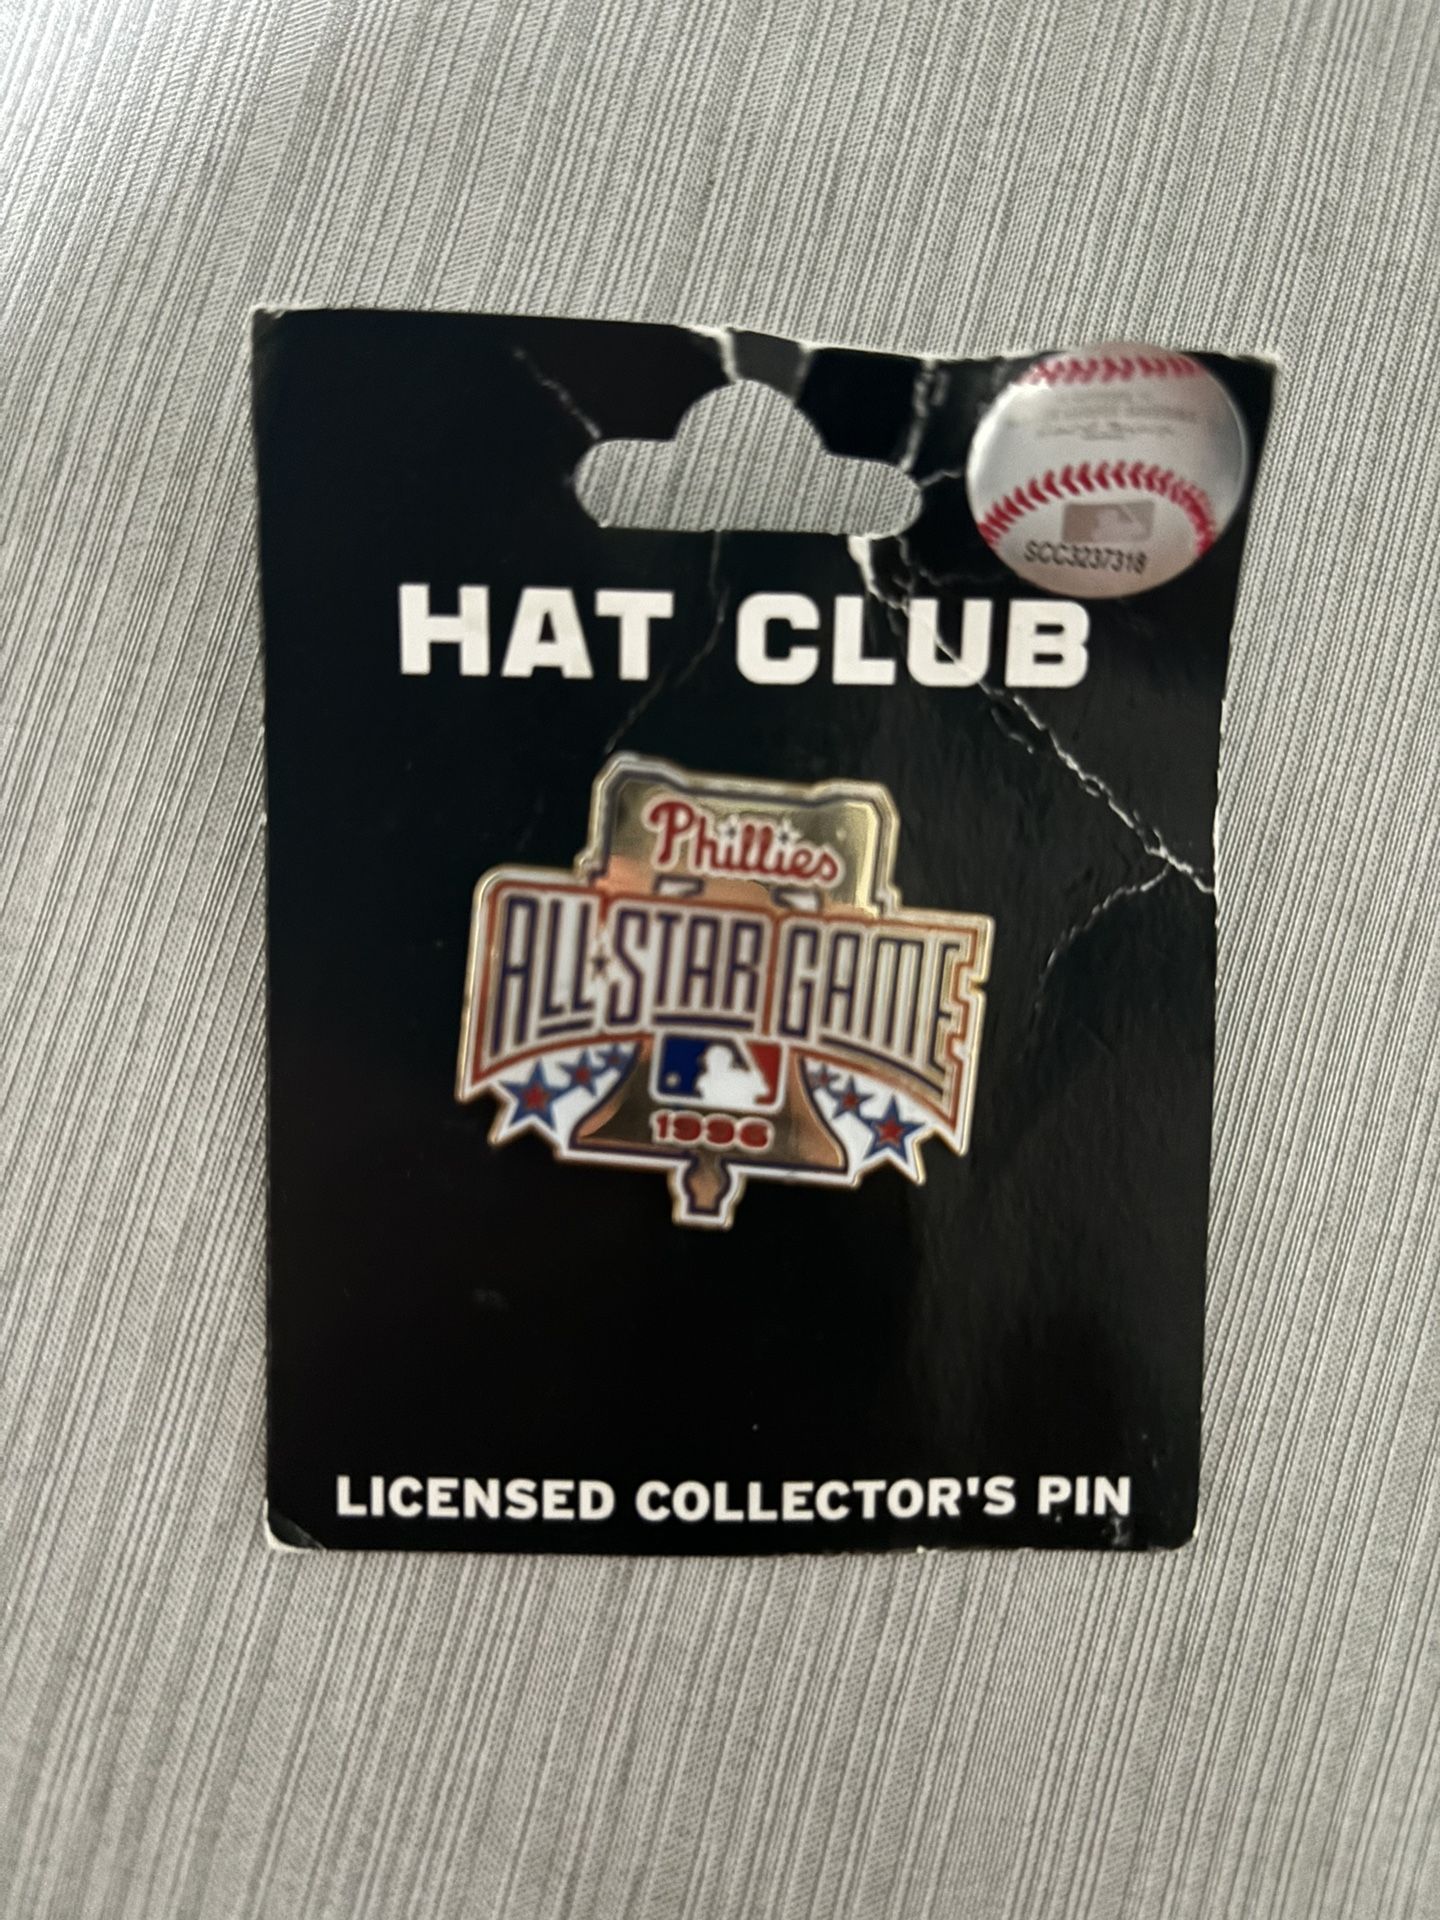 SCC3237318
HAT CLUB
Phillies
ALL STAR GAME
1996
LICENSED COLLECTOR'S PIN